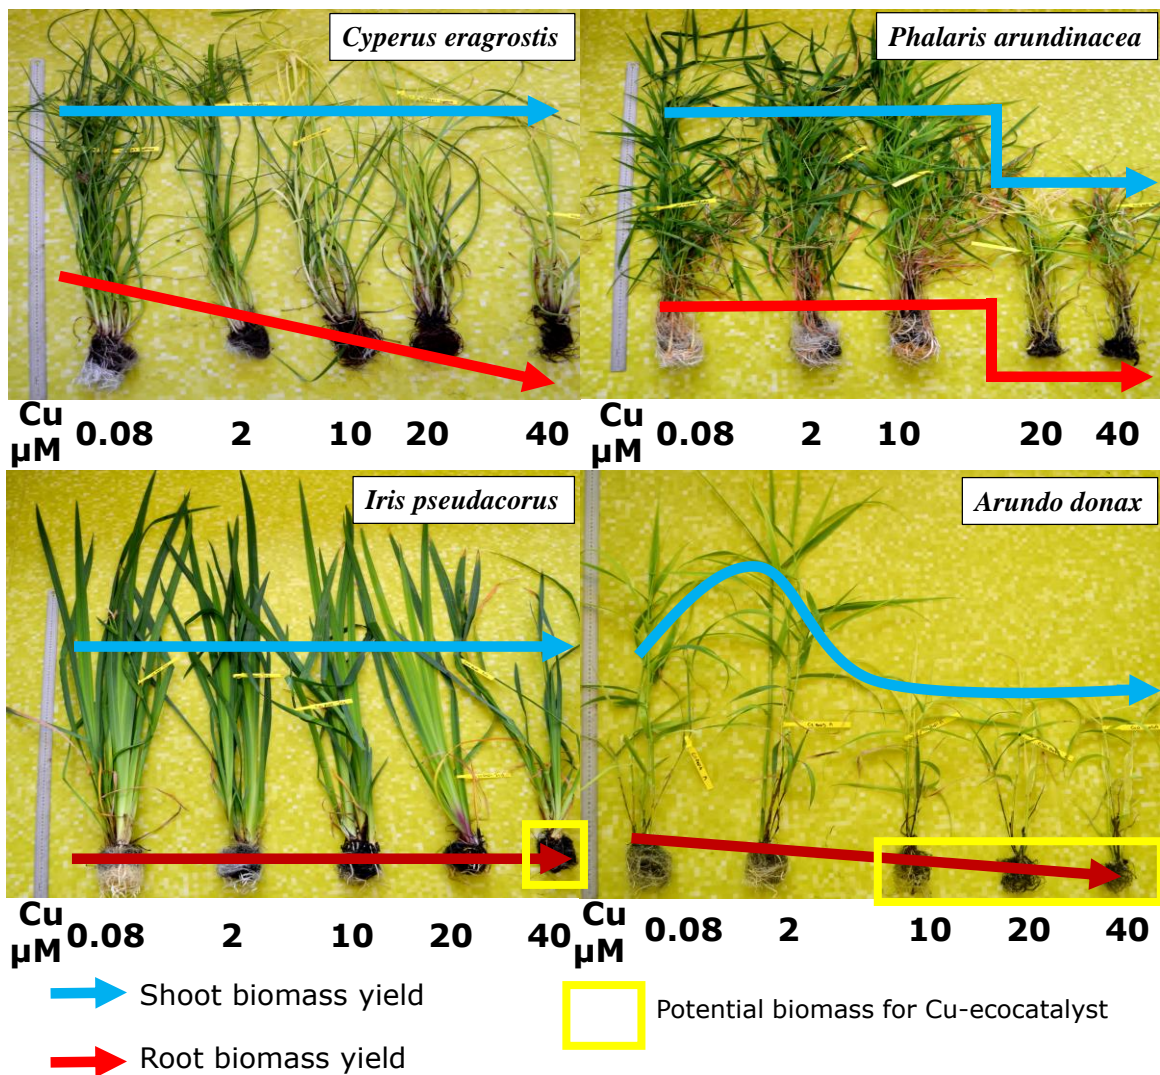 Cyperus eragrostis
Phalaris arundinacea
Cu
µM 0.08 2 10 20 40
Cu
µM 0.08 2 10 20 40
Iris pseudacorus
Arundo donax
Cu
µM 0.08 2 10 20 40
Cu
µM 0.08 2 10 20 40
Shoot biomass yield
Potential biomass for Cu-ecocatalyst
Root biomass yield